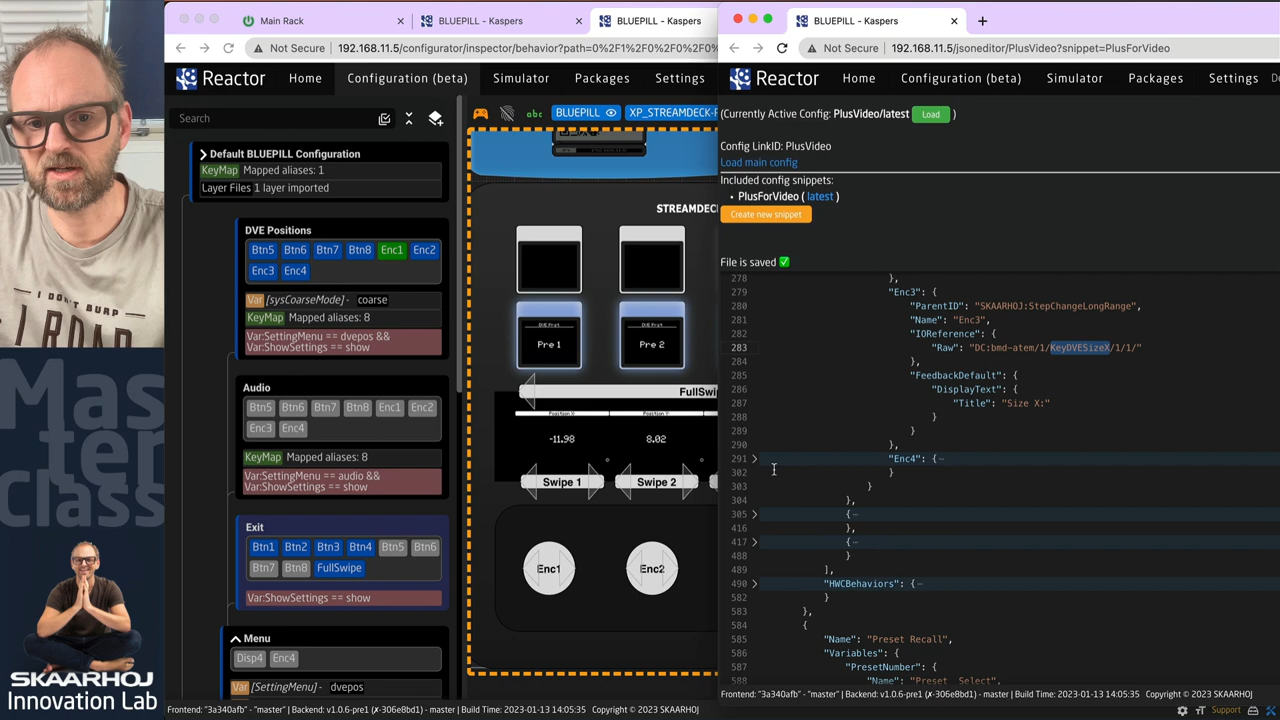 I DON'T BURP
I ROAR
Master
Class
SKAARHOJ
Innovation Lab
Main Rack
BLUEPILL - Kaspers
BLUEPILL - Kaspers
Not Secure 192.168.11.5/configurator/inspector/behavior?path=0%2F1%2F0%2F0%2F0%
Reactor Home Configuration (beta) Simulator Packages Settings
Search
BLUEPILL XP_STREAMDECK-P
Default BLUEPILL Configuration
KeyMap Mapped aliases: 1
Layer Files 1 layer imported
DVE Positions
Btn5 Btn6 Btn7 Btn8 Enc1 Enc2
Enc3 Enc4
Var [sysCoarseMode] - coarse
KeyMap Mapped aliases: 8
Var:SettingMenu == dvepos &&
Var:ShowSettings == show
Audio
Btn5 Btn6 Btn7 Btn8 Enc1 Enc2
Enc3 Enc4
KeyMap Mapped aliases: 8
Var:SettingMenu == audio &&
Var:ShowSettings == show
Exit
Btn1 Btn2 Btn3 Btn4 Btn5 Btn6
Btn7 Btn8 FullSwipe
Var:ShowSettings == show
Menu
Disp4 Enc4
Var [SettingMenu] - dvepos
abc
STREAMDECK
DVE Prst DVE Prst
Pre 1 Pre 2
FullSwipe
Position X: Position Y:
-11.98 8.02
Swipe 1 Swipe 2
Enc1 Enc2
Frontend: "3a340afb" - "master" | Backend: v1.0.6-pre1 (✗-306e8bd1) - master | Build Time: 2023-01-13 14:05:35 Copyright © 2023 SKAARHOJ
BLUEPILL - Kaspers
Not Secure 192.168.11.5/jsoneditor/PlusVideo?snippet=PlusForVideo
Reactor Home Configuration (beta) Simulator Packages Settings
(Currently Active Config: PlusVideo/latest Load )
Config LinkID: PlusVideo
Load main config
Included config snippets:
• PlusForVideo ( latest )
Create new snippet
File is saved ✅
278 },
279 "Enc3": {
280 "ParentID": "SKAARHOJ:StepChangeLongRange",
281 "Name": "Enc3",
282 "IOReference": {
283 "Raw": "DC:bmd-atem/1/KeyDVESizeX/1/1/"
284 },
285 "FeedbackDefault": {
286 "DisplayText": {
287 "Title": "Size X:"
288 }
289 }
290 },
291 "Enc4": {
302 }
303 }
304 },
305 {
416 },
417 {
488 }
489 ],
490 "HWCBehaviors": {
582 }
583 },
584 {
585 "Name": "Preset Recall",
586 "Variables": {
587 "PresetNumber": {
588 "Name": "Preset Select",
Frontend: "3a340afb" - "master" | Backend: v1.0.6-pre1 (✗-306e8bd1) - master | Build Time: 2023-01-13 14:05:35 Copyright © 2023 SKAARHOJ
Support